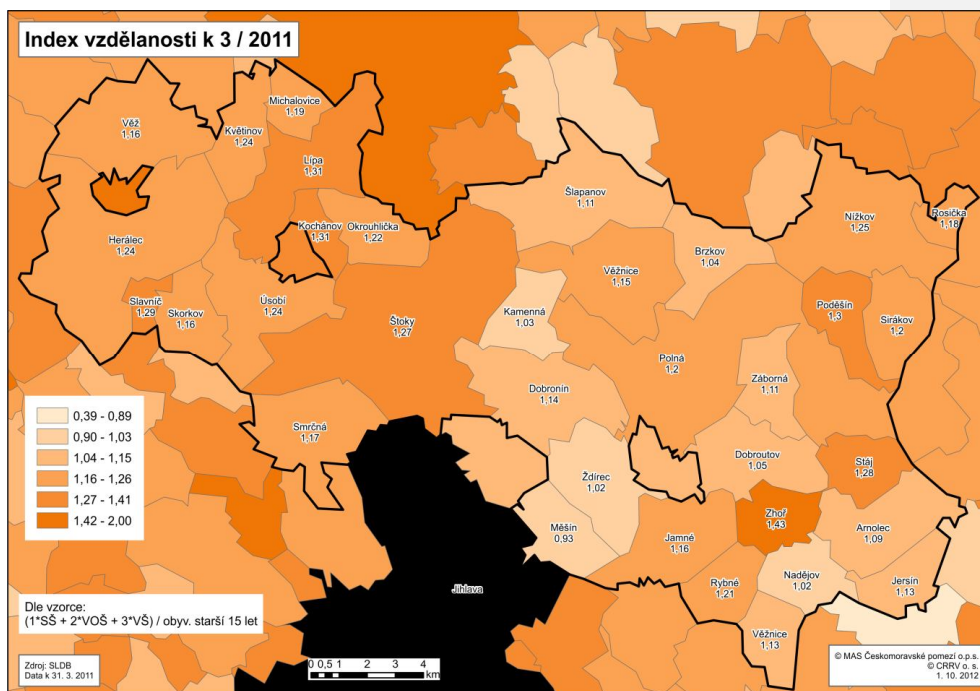 Index vzdělanosti k 3 / 2011
Michalovice
1,19
Věž
1,16
Květinov
1,24
Lípa
1,31
Šlapanov
1,11
Nížkov
1,25
Rosička
1,18
Kochánov
1,31
Okrouhlička
1,22
Herálec
1,24
Brzkov
1,04
Věžnice
1,15
Slavníč
1,29
Skorkov
1,16
Úsobí
1,24
Štoky
1,27
Kamenná
1,03
Poděšín
1,3
Sirákov
1,2
Polná
1,2
Dobronín
1,14
Záborná
1,11
Smrčná
1,17
Dobroutov
1,05
Stáj
1,28
Ždírec
1,02
Zhoř
1,43
Měšín
0,93
Jamné
1,16
Arnolec
1,09
Rybné
1,21
Nadějov
1,02
Jersín
1,13
Jihlava
Věžnice
1,13
0,39 - 0,89
0,90 - 1,03
1,04 - 1,15
1,16 - 1,26
1,27 - 1,41
1,42 - 2,00
Dle vzorce:
(1*SŠ + 2*VOŠ + 3*VŠ) / obyv. starší 15 let
Zdroj: SLDB
Data k 31. 3. 2011
0 0,5 1 2 3 4
km
© MAS Českomoravské pomezí o.p.s.
© CRRV o. s.
1. 10. 2012